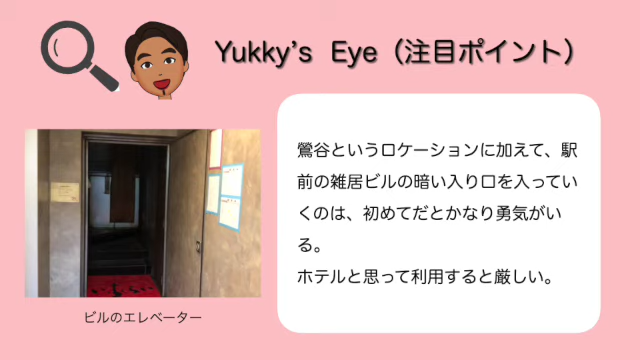 Yukky's Eye（注目ポイント）
鶯谷というロケーションに加えて、駅
前の雑居ビルの暗い入り口を入ってい
くのは、初めてだとかなり勇気がい
る。
ホテルと思って利用すると厳しい。
ビルのエレベーター